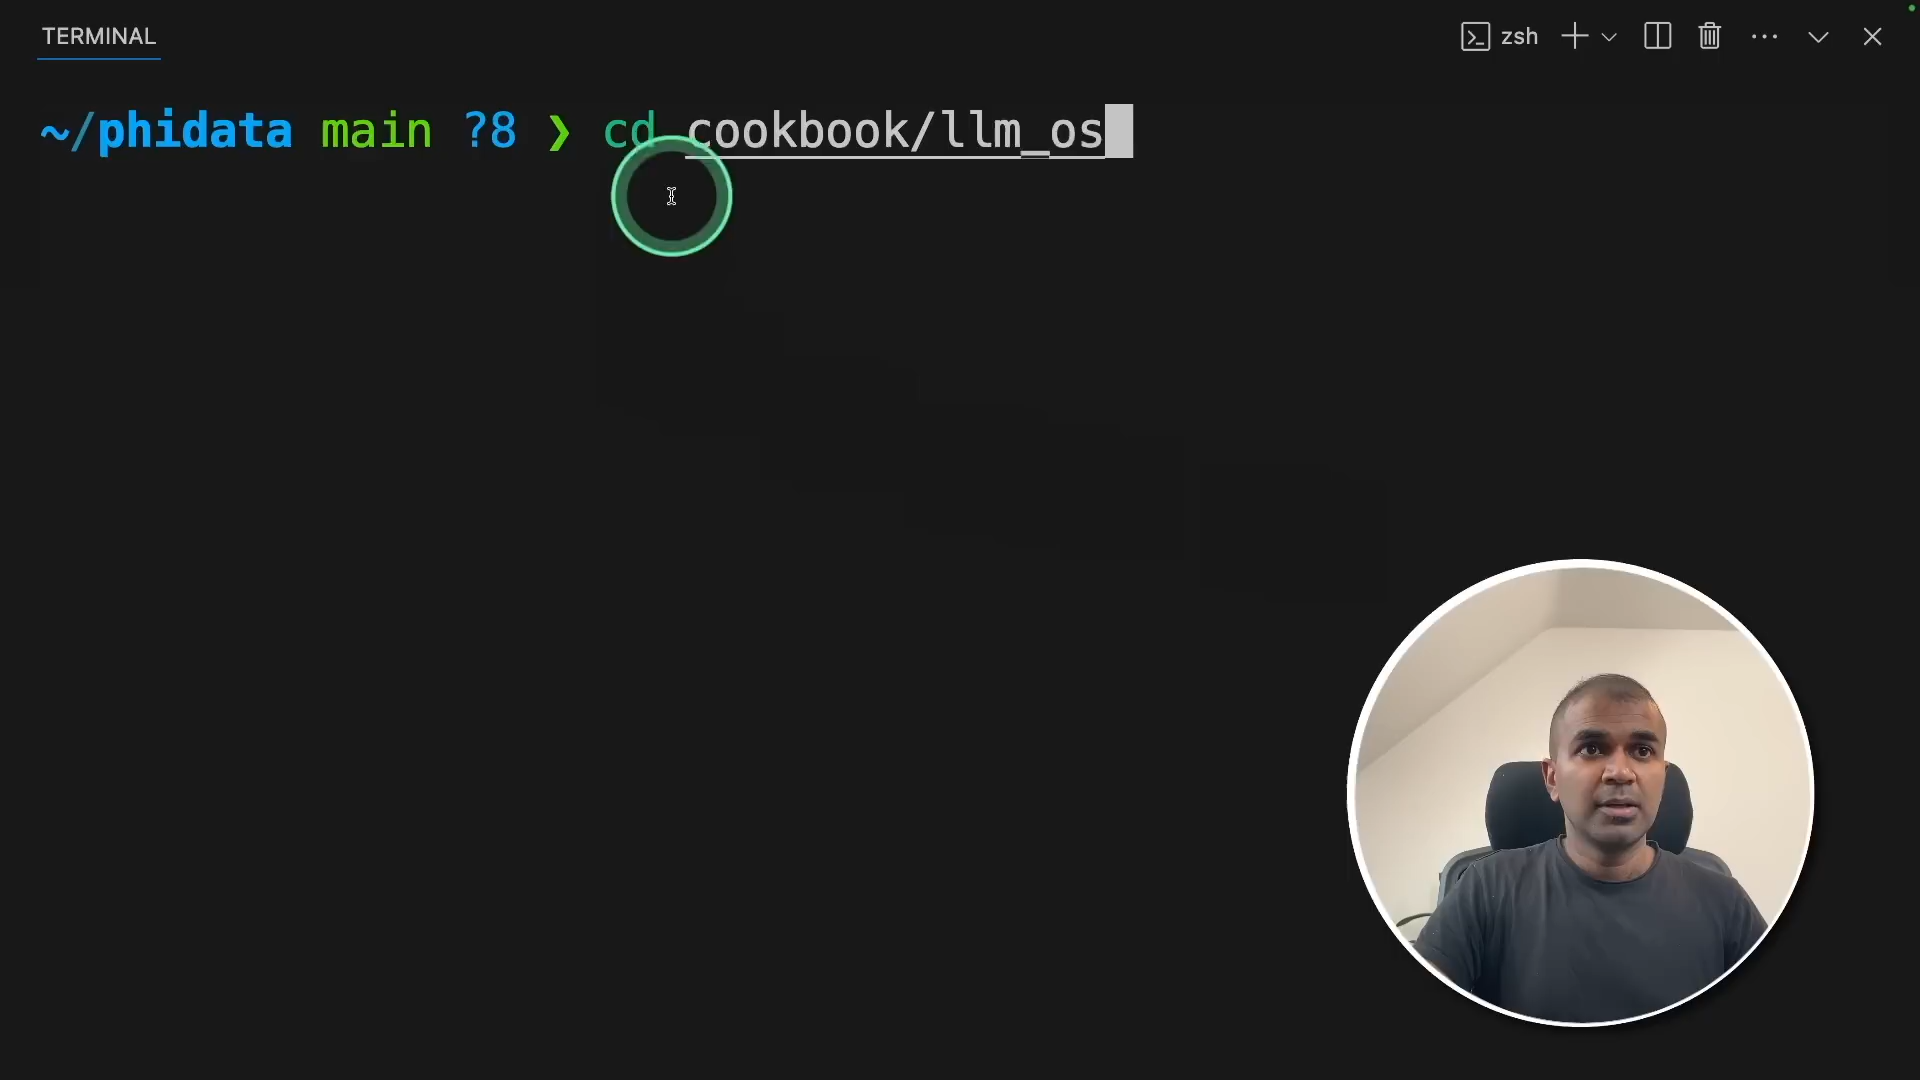 TERMINAL
zsh
~/phidata main ?8 ❯ cd cookbook/llm_os